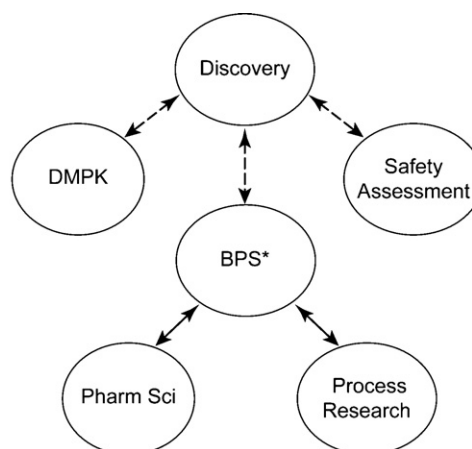 Discovery
DMPK
Safety
Assessment
BPS*
Pharm Sci
Process
Research